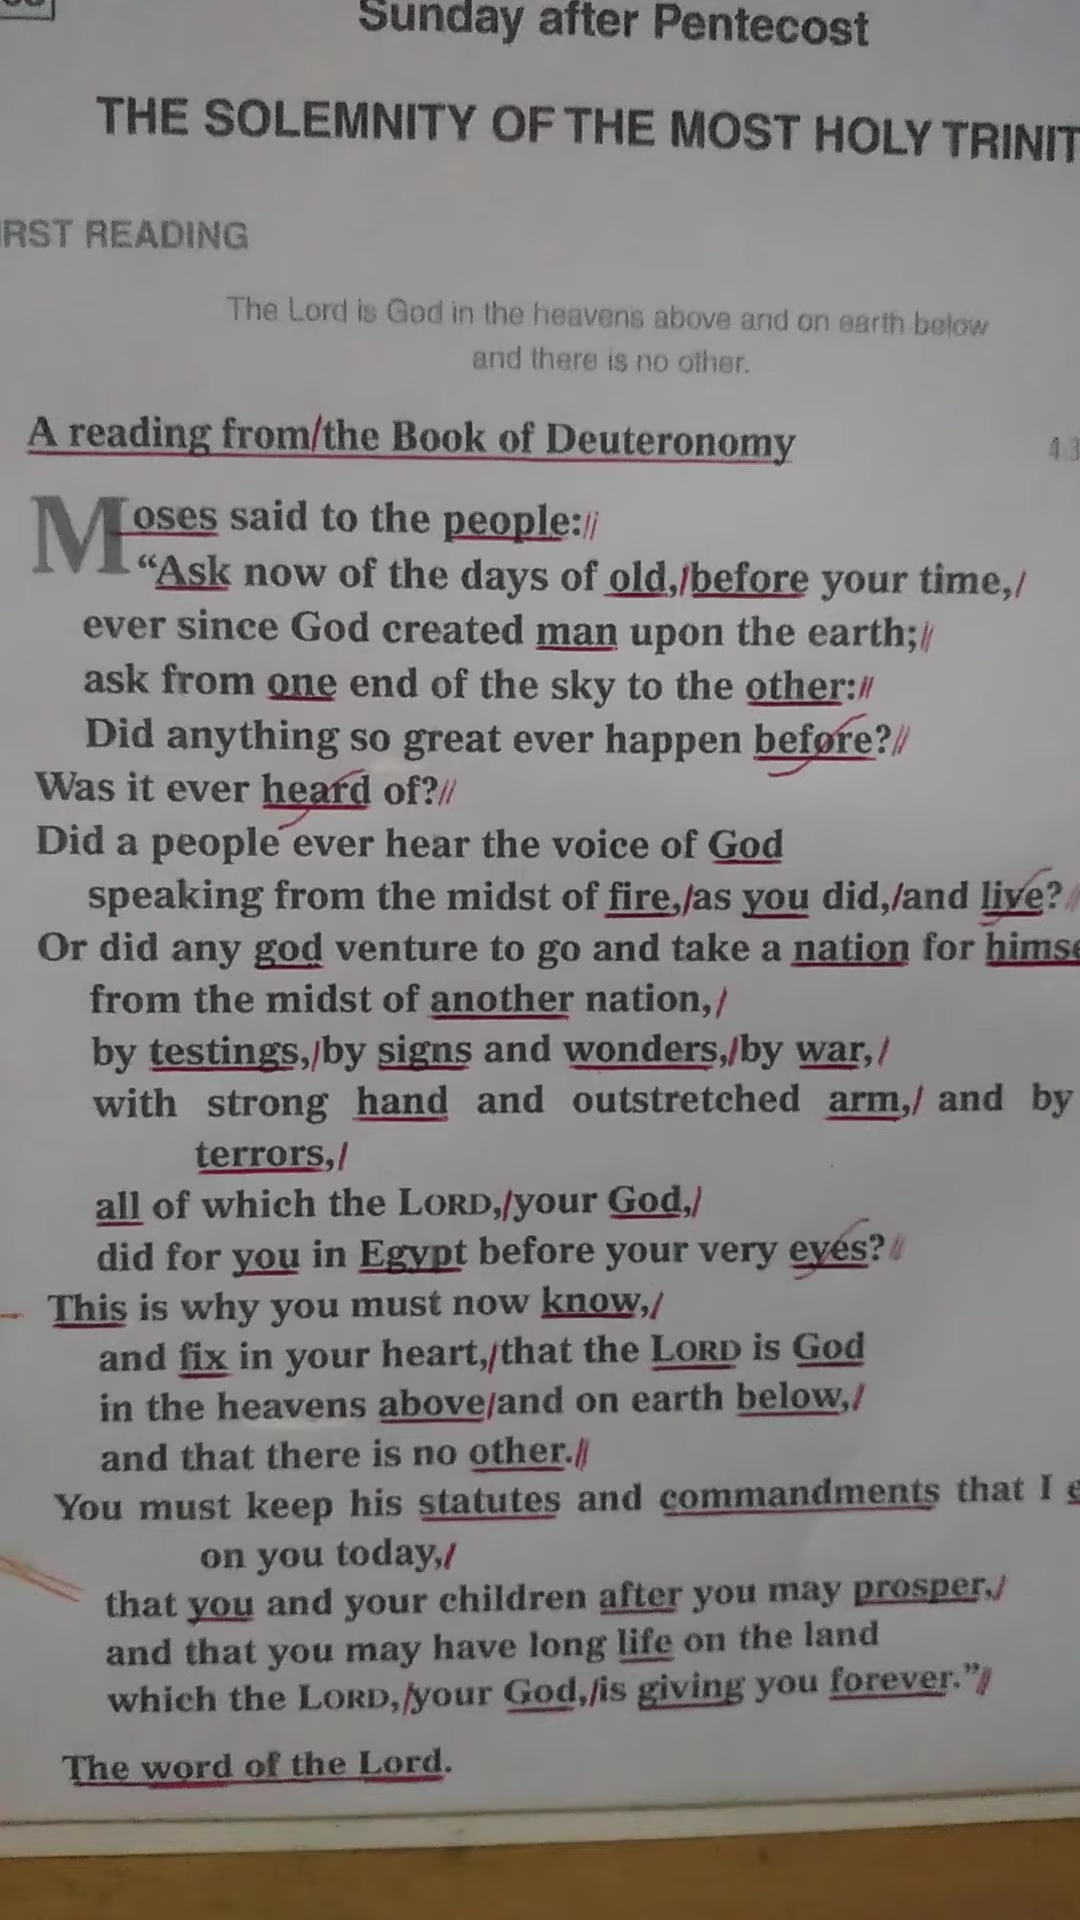 Sunday after Pentecost
THE SOLEMNITY OF THE MOST HOLY TRINIT
RST READING
The Lord is God in the heavens above and on earth below
and there is no other.
A reading from/the Book of Deuteronomy
Moses said to the people://
“Ask now of the days of old,/before your time,/
ever since God created man upon the earth;//
ask from one end of the sky to the other://
Did anything so great ever happen before?//
Was it ever heard of?//
Did a people ever hear the voice of God
speaking from the midst of fire,/as you did,/and live?//
Or did any god venture to go and take a nation for himse
from the midst of another nation,/
by testings,/by signs and wonders,/by war,/
with strong hand and outstretched arm,/ and by
terrors,/
all of which the LORD,/your God,/
did for you in Egypt before your very eyes?//
This is why you must now know,/
and fix in your heart,/that the LORD is God
in the heavens above/and on earth below,/
and that there is no other.//
You must keep his statutes and commandments that I
on you today,/
that you and your children after you may prosper,/
and that you may have long life on the land
which the LORD,/your God,/is giving you forever.”//
The word of the Lord.